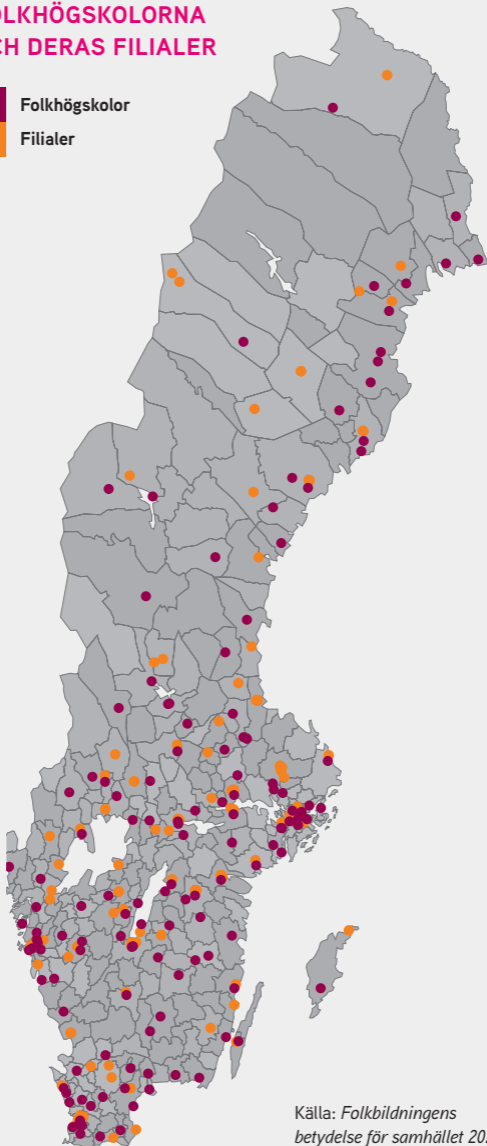 OLKHÖGSKOLORNA
CH DERAS FILIALER
Folkhögskolor
Filialer
Källa: Folkbildningens
betydelse för samhället 20